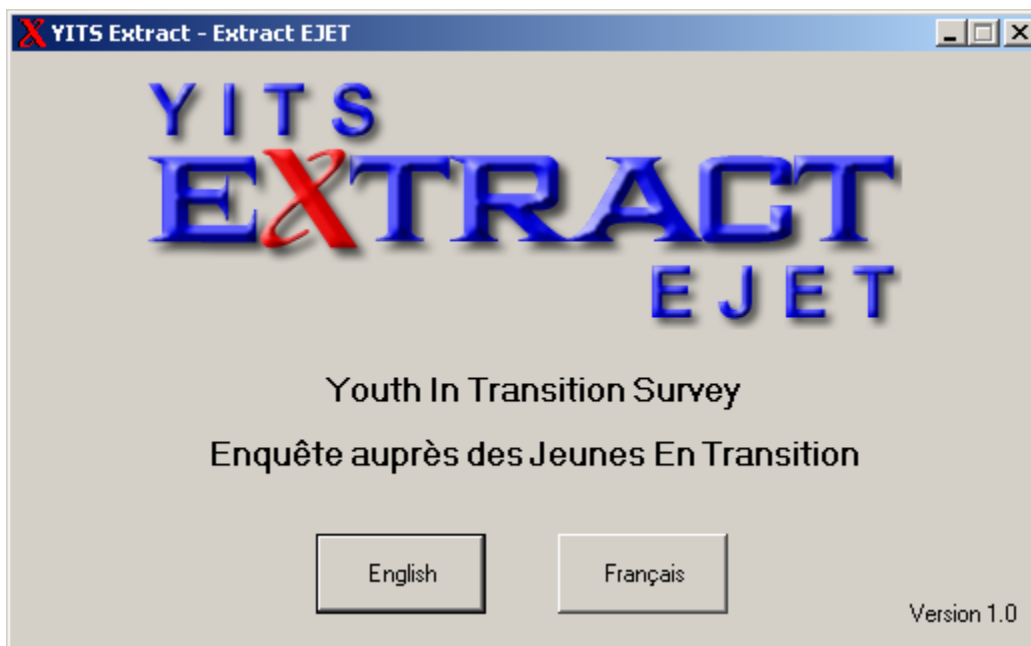 YITS Extract - Extract EJET
YITS
EXTRACT
EJET
Youth In Transition Survey
Enquête auprès des Jeunes En Transition
English
Français
Version 1.0